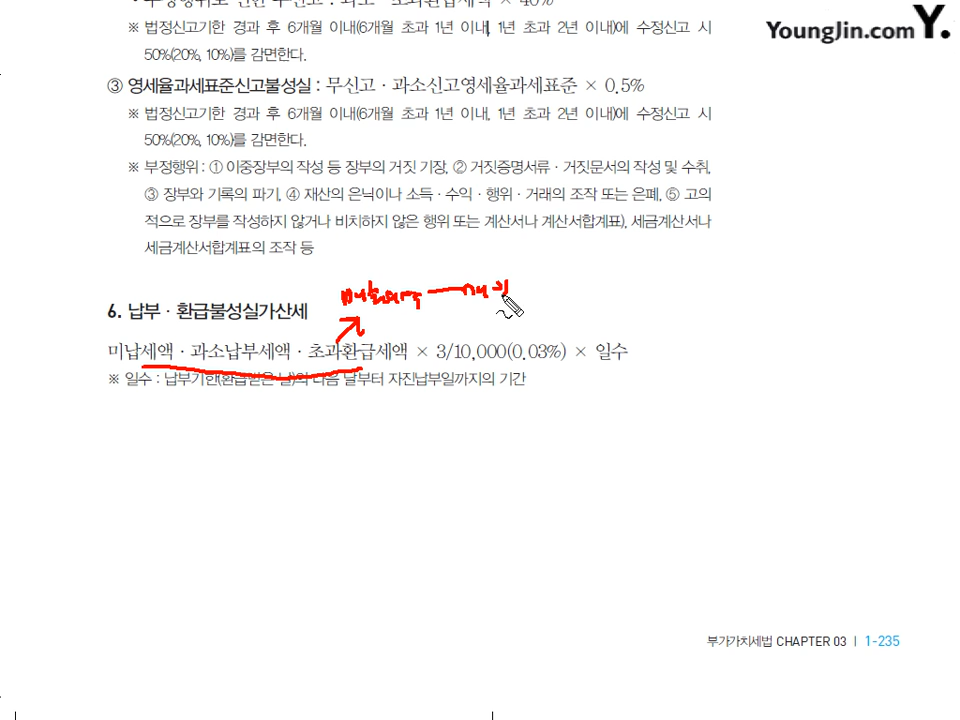 YoungJin.com Y.
※ 법정신고기한 경과 후 6개월 이내(6개월 초과 1년 이내, 1년 초과 2년 이내)에 수정신고 시
50%(20%, 10%)를 감면한다.
③ 영세율과세표준신고불성실 : 무신고 · 과소신고영세율과세표준 × 0.5%
※ 법정신고기한 경과 후 6개월 이내(6개월 초과 1년 이내, 1년 초과 2년 이내)에 수정신고 시
50%(20%, 10%)를 감면한다.
※ 부정행위 : ① 이중장부의 작성 등 장부의 거짓 기장, ② 거짓증명서류 · 거짓문서의 작성 및 수취,
③ 장부와 기록의 파기, ④ 재산의 은닉이나 소득 · 수익 · 행위 · 거래의 조작 또는 은폐, ⑤ 고의
적으로 장부를 작성하지 않거나 비치하지 않은 행위 또는 계산서나 계산서합계표), 세금계산서나
세금계산서합계표의 조작 등
6. 납부 · 환급불성실가산세
미납세액 · 과소납부세액 · 초과환급세액 × 3/10,000(0.03%) × 일수
※ 일수 : 납부기한(환급받은 날)의 다음 날부터 자진납부일까지의 기간
부가가치세법 CHAPTER 03 | 1-235